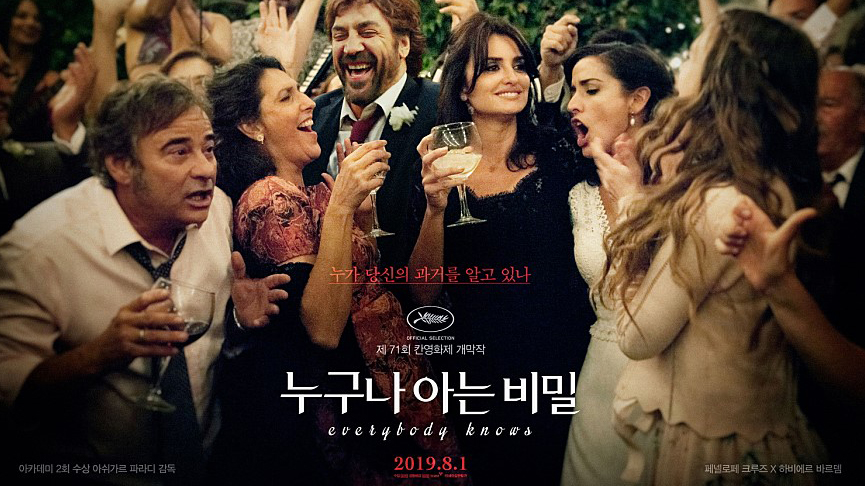 누가 당신의 과거를 알고 있나
OFFICIAL SELECTION
제 71회 칸영화제 개막작
누구나 아는 비밀
everybody knows
2019.8.1
아카데미 2회 수상 아쉬가르 파라디 감독
페넬로페 크루즈 X 하비에르 바르뎀